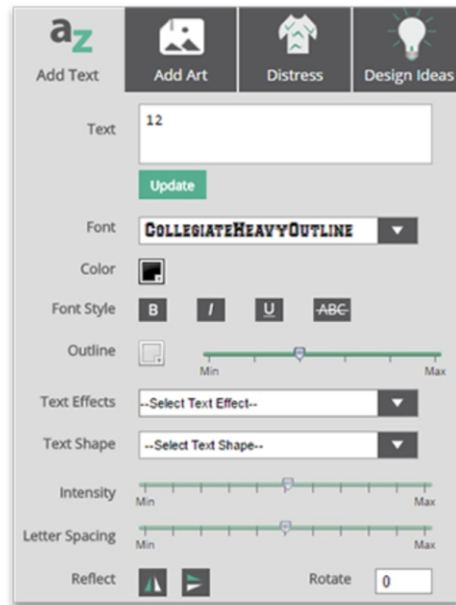 az
Add Text
Add Art
Distress
Design Ideas
Text
12
Update
Font
CollegiateHeavyOutline
Color
Font Style
B I U ABC
Outline
Min Max
Text Effects
--Select Text Effect--
Text Shape
--Select Text Shape--
Intensity
Min Max
Letter Spacing
Min Max
Reflect
Rotate
0